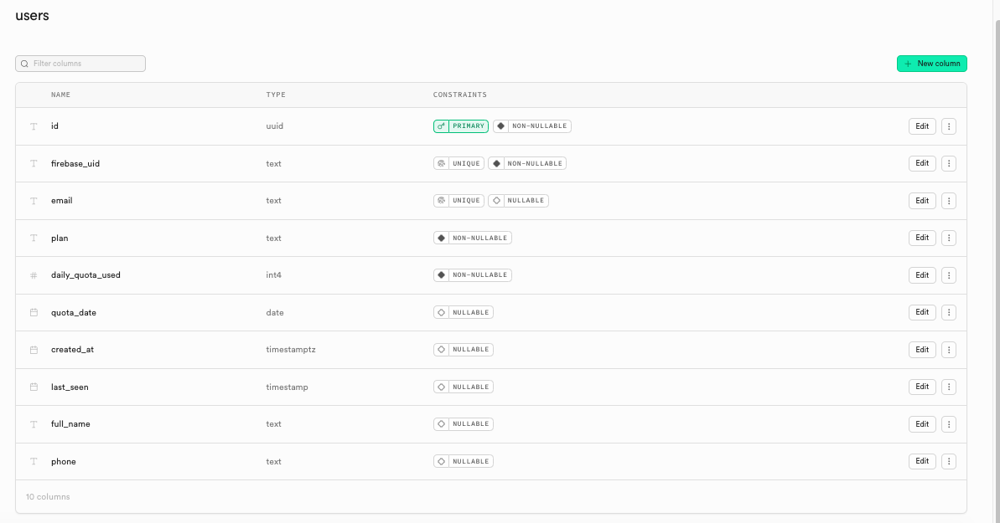 users
Filter columns
New column
NAME TYPE CONSTRAINTS
id uuid PRIMARY NON-NULLABLE Edit
firebase_uid text UNIQUE NON-NULLABLE Edit
email text UNIQUE NULLABLE Edit
plan text NON-NULLABLE Edit
daily_quota_used int4 NON-NULLABLE Edit
quota_date date NULLABLE Edit
created_at timestamptz NULLABLE Edit
last_seen timestamp NULLABLE Edit
full_name text NULLABLE Edit
phone text NULLABLE Edit
10 columns